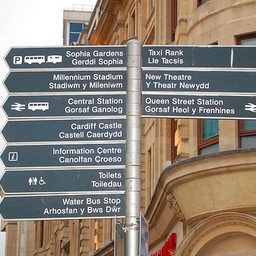 Sophia Gardens
Gerddi Sophia
Millennium Stadium
Stadiwm y Mileniwm
Central Station
Gorsaf Ganolog
Cardiff Castle
Castell Caerdydd
Information Centre
Canolfan Croeso
Toilets
Toiledau
Water Bus Stop
Arhosfan y Bws Dŵr
Taxi Rank
Lle Tacsis
New Theatre
Y Theatr Newydd
Queen Street Station
Gorsaf Heol y Frenhines